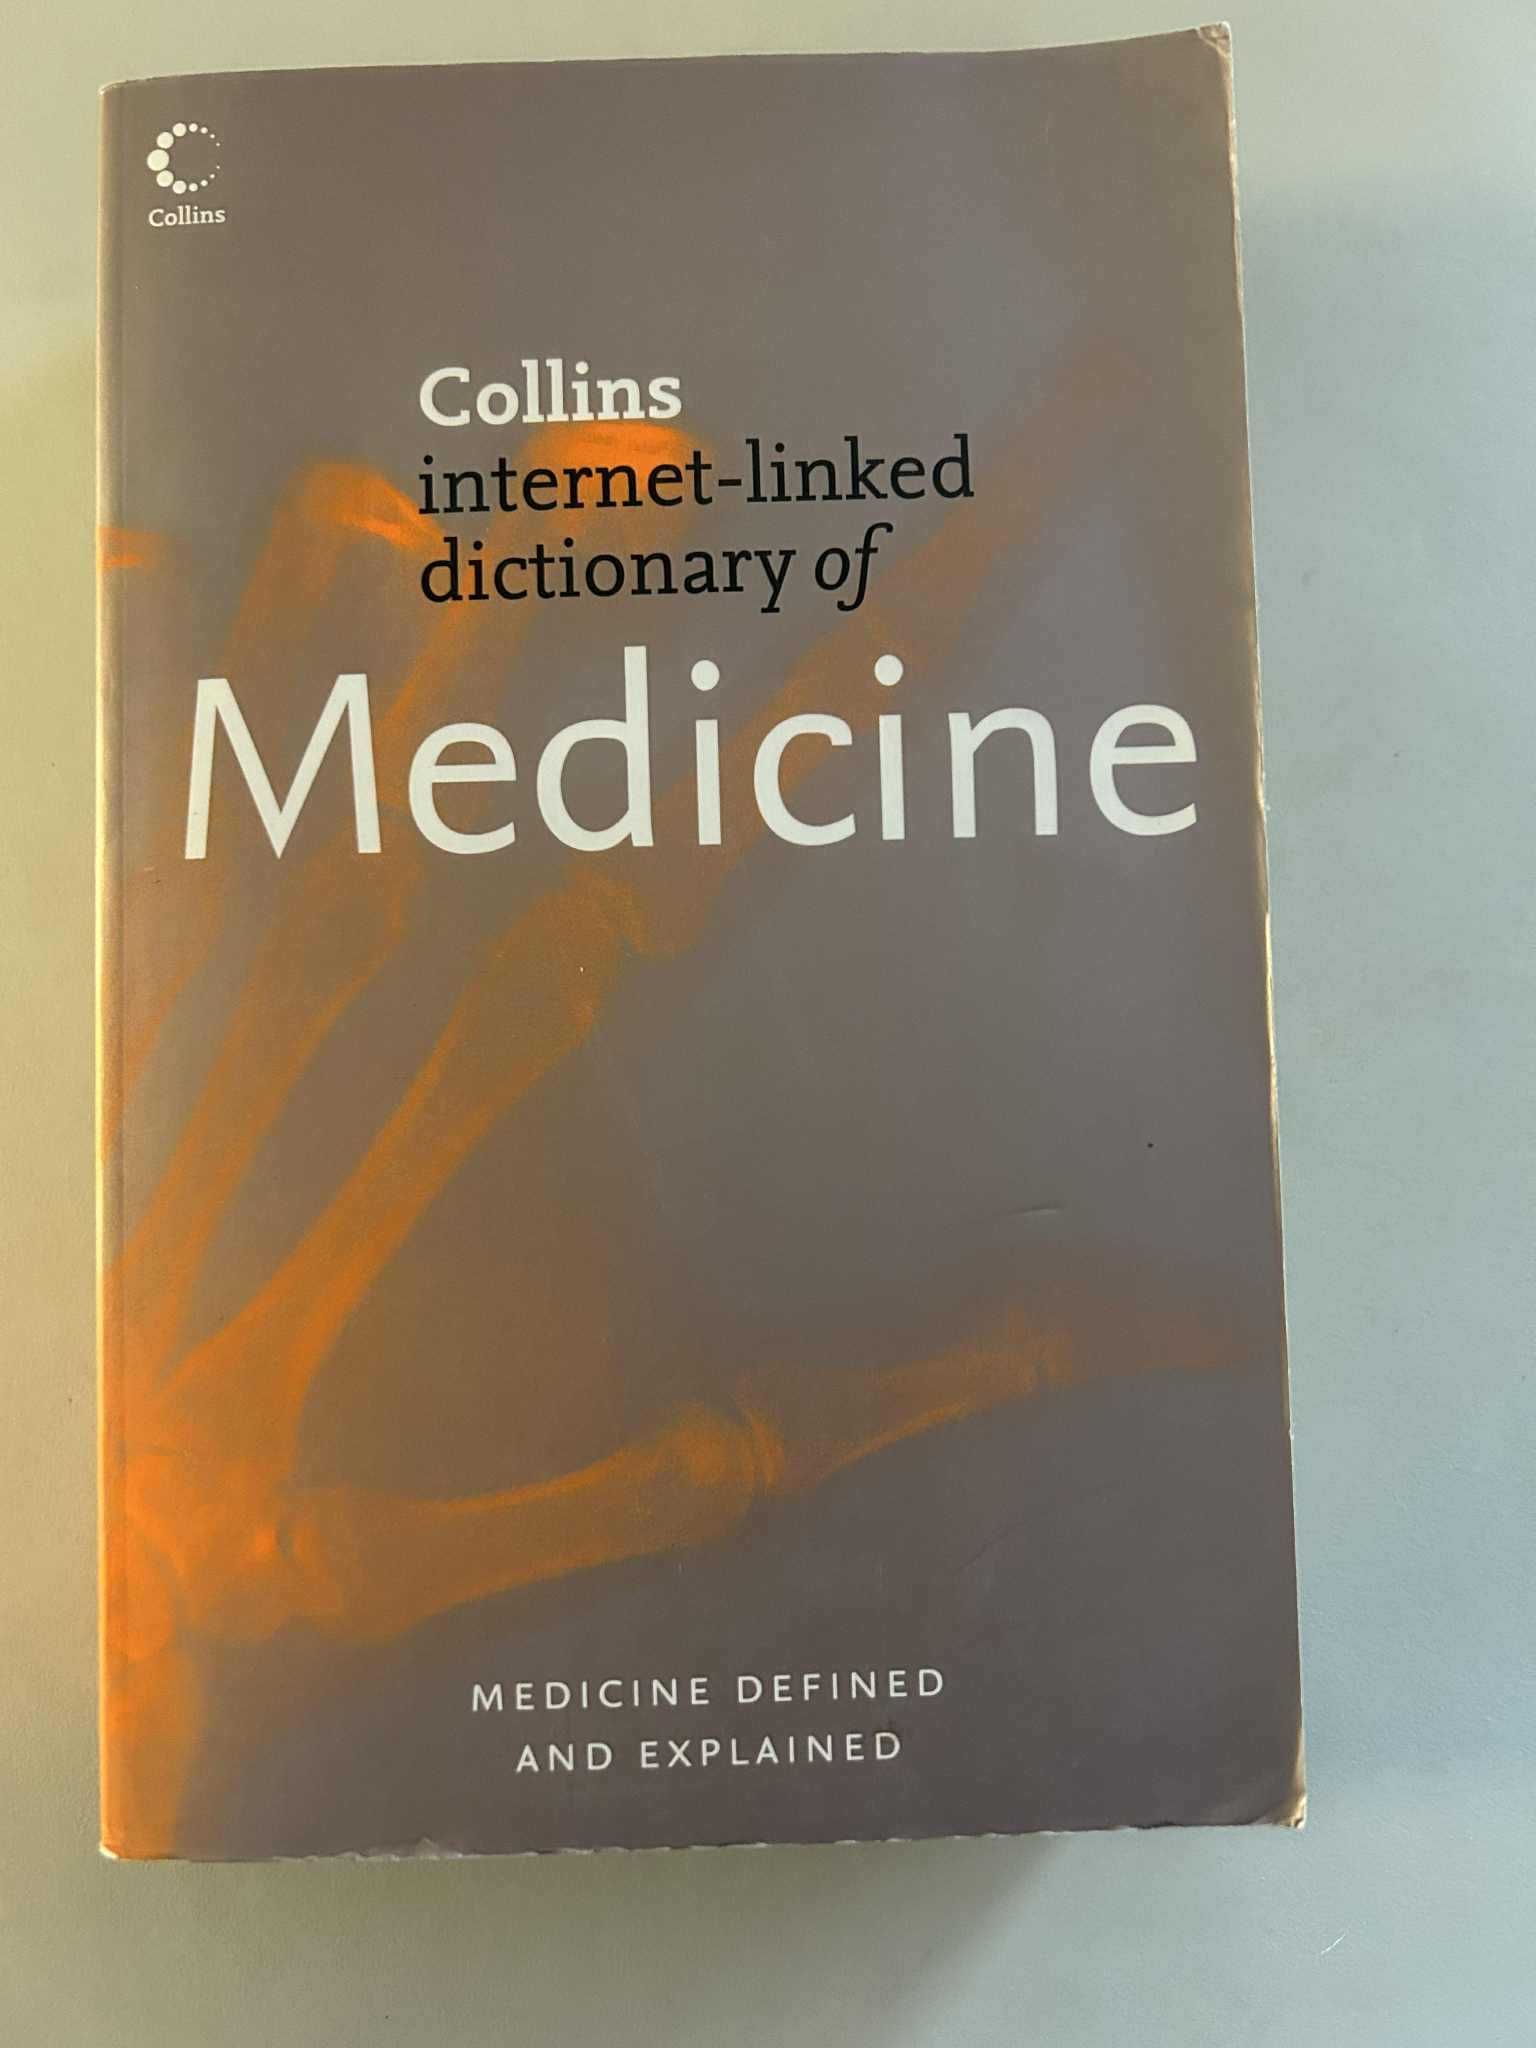 Collins
Collins
internet-linked
dictionary of
Medicine
MEDICINE DEFINED
AND EXPLAINED